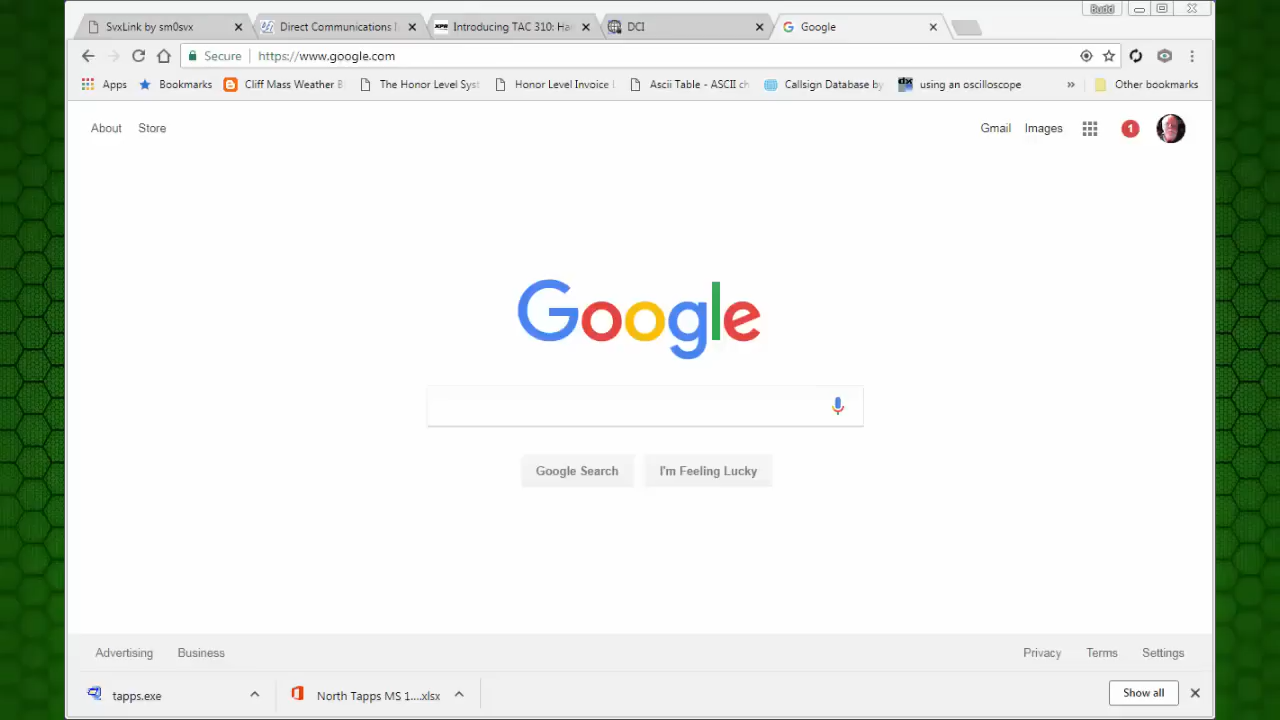 Budd
SvxLink by sm0svx
Direct Communications
Introducing TAC 310: Ha
DCI
Google
Secure
https://www.google.com
Apps
Bookmarks
Cliff Mass Weather B
The Honor Level Syst
Honor Level Invoice
Ascii Table - ASCII ch
Callsign Database by
using an oscilloscope
»
Other bookmarks
About
Store
Gmail
Images
1
Google
Google Search
I'm Feeling Lucky
Advertising
Business
Privacy
Terms
Settings
tapps.exe
North Tapps MS 1....xlsx
Show all